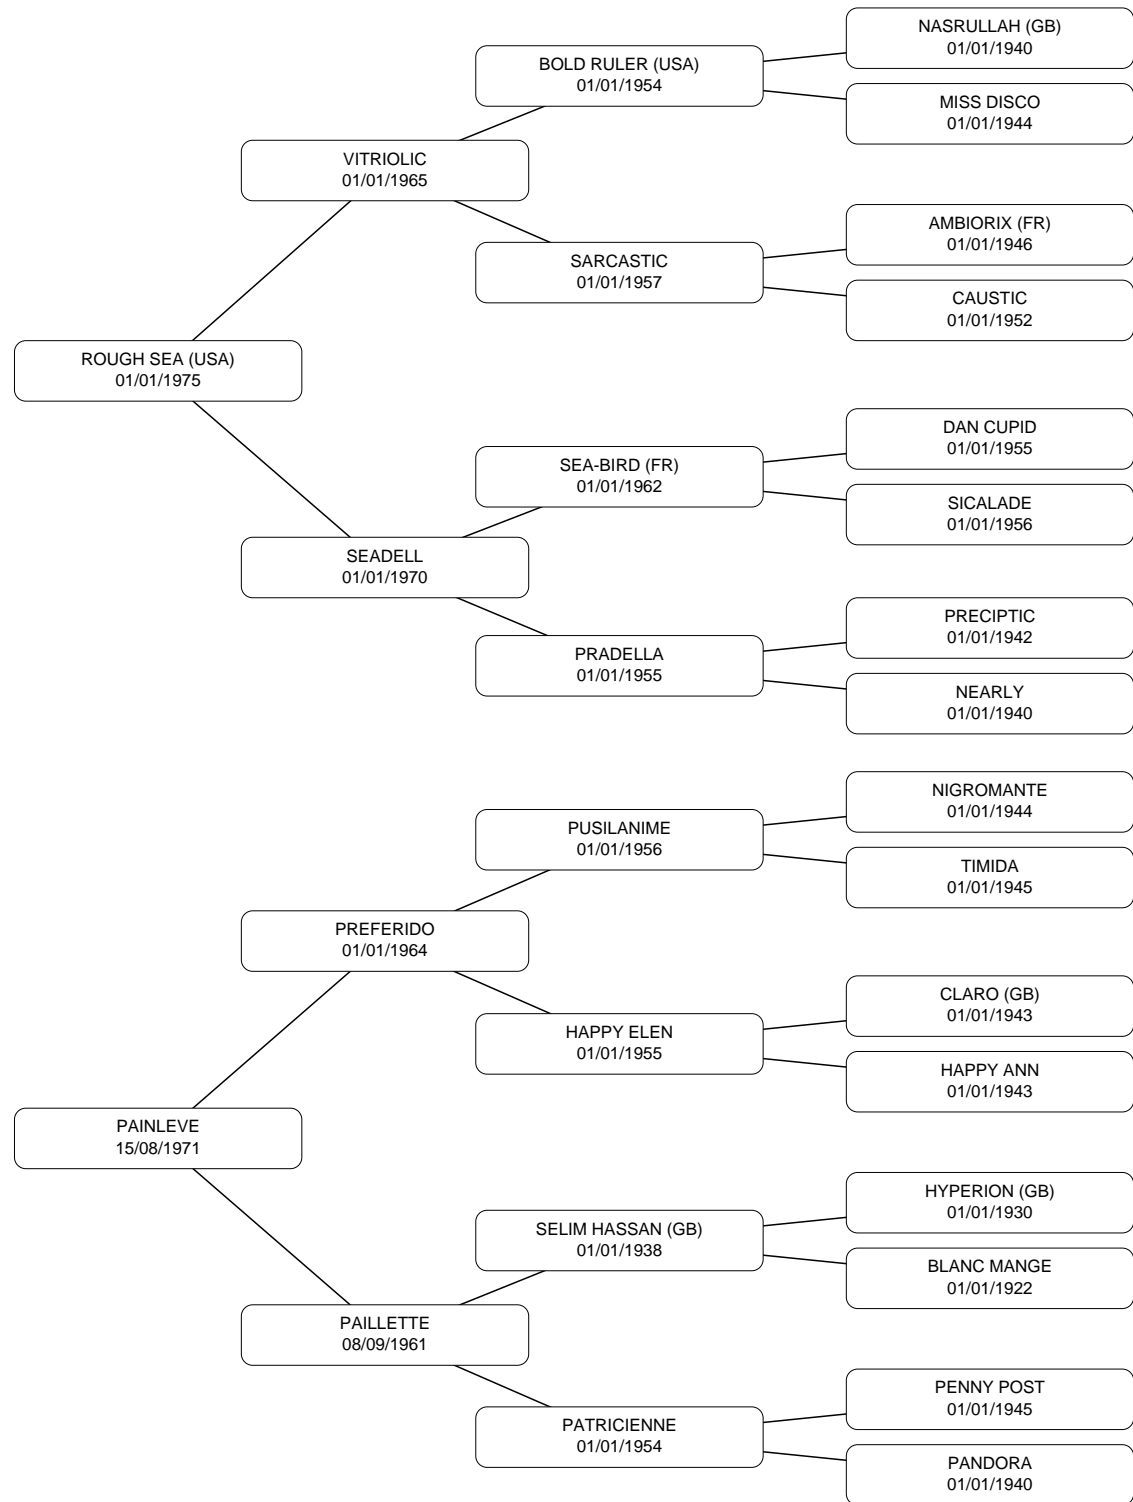 NASRULLAH (GB)
01/01/1940
BOLD RULER (USA)
01/01/1954
MISS DISCO
01/01/1944
VITRIOLIC
01/01/1965
AMBIORIX (FR)
01/01/1946
SARCASTIC
01/01/1957
CAUSTIC
01/01/1952
ROUGH SEA (USA)
01/01/1975
DAN CUPID
01/01/1955
SEA-BIRD (FR)
01/01/1962
SICALADE
01/01/1956
SEADELL
01/01/1970
PRECIPTIC
01/01/1942
PRADELLA
01/01/1955
NEARLY
01/01/1940
NIGROMANTE
01/01/1944
PUSILANIME
01/01/1956
TIMIDA
01/01/1945
PREFERIDO
01/01/1964
CLARO (GB)
01/01/1943
HAPPY ELEN
01/01/1955
HAPPY ANN
01/01/1943
PAINLEVE
15/08/1971
HYPERION (GB)
01/01/1930
SELIM HASSAN (GB)
01/01/1938
BLANC MANGE
01/01/1922
PAILLETTE
08/09/1961
PENNY POST
01/01/1945
PATRICIENNE
01/01/1954
PANDORA
01/01/1940